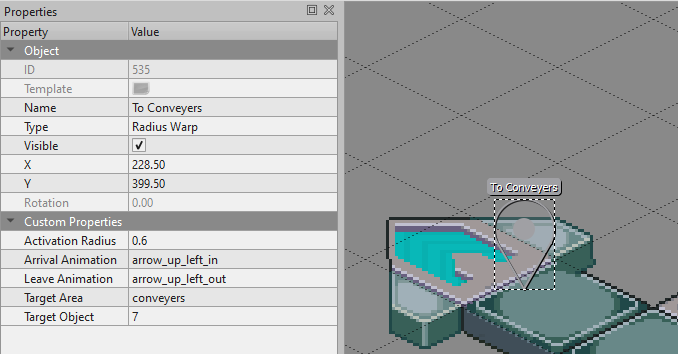 Properties
Property Value
Object
ID 535
Template
Name To Conveyers
Type Radius Warp
Visible
X 228.50
Y 399.50
Rotation 0.00
Custom Properties
Activation Radius 0.6
Arrival Animation arrow_up_left_in
Leave Animation arrow_up_left_out
Target Area conveyers
Target Object 7
To Conveyers